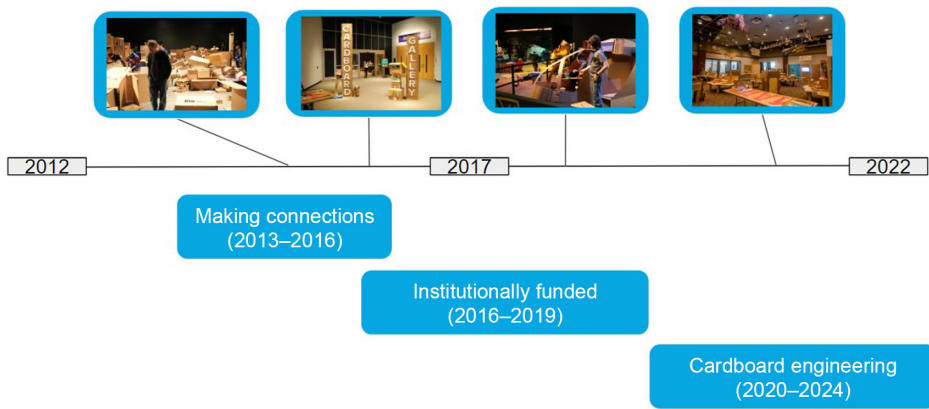 CARDBOARD
GALLERY
2012
2017
2022
Making connections
(2013–2016)
Institutionally funded
(2016–2019)
Cardboard engineering
(2020–2024)